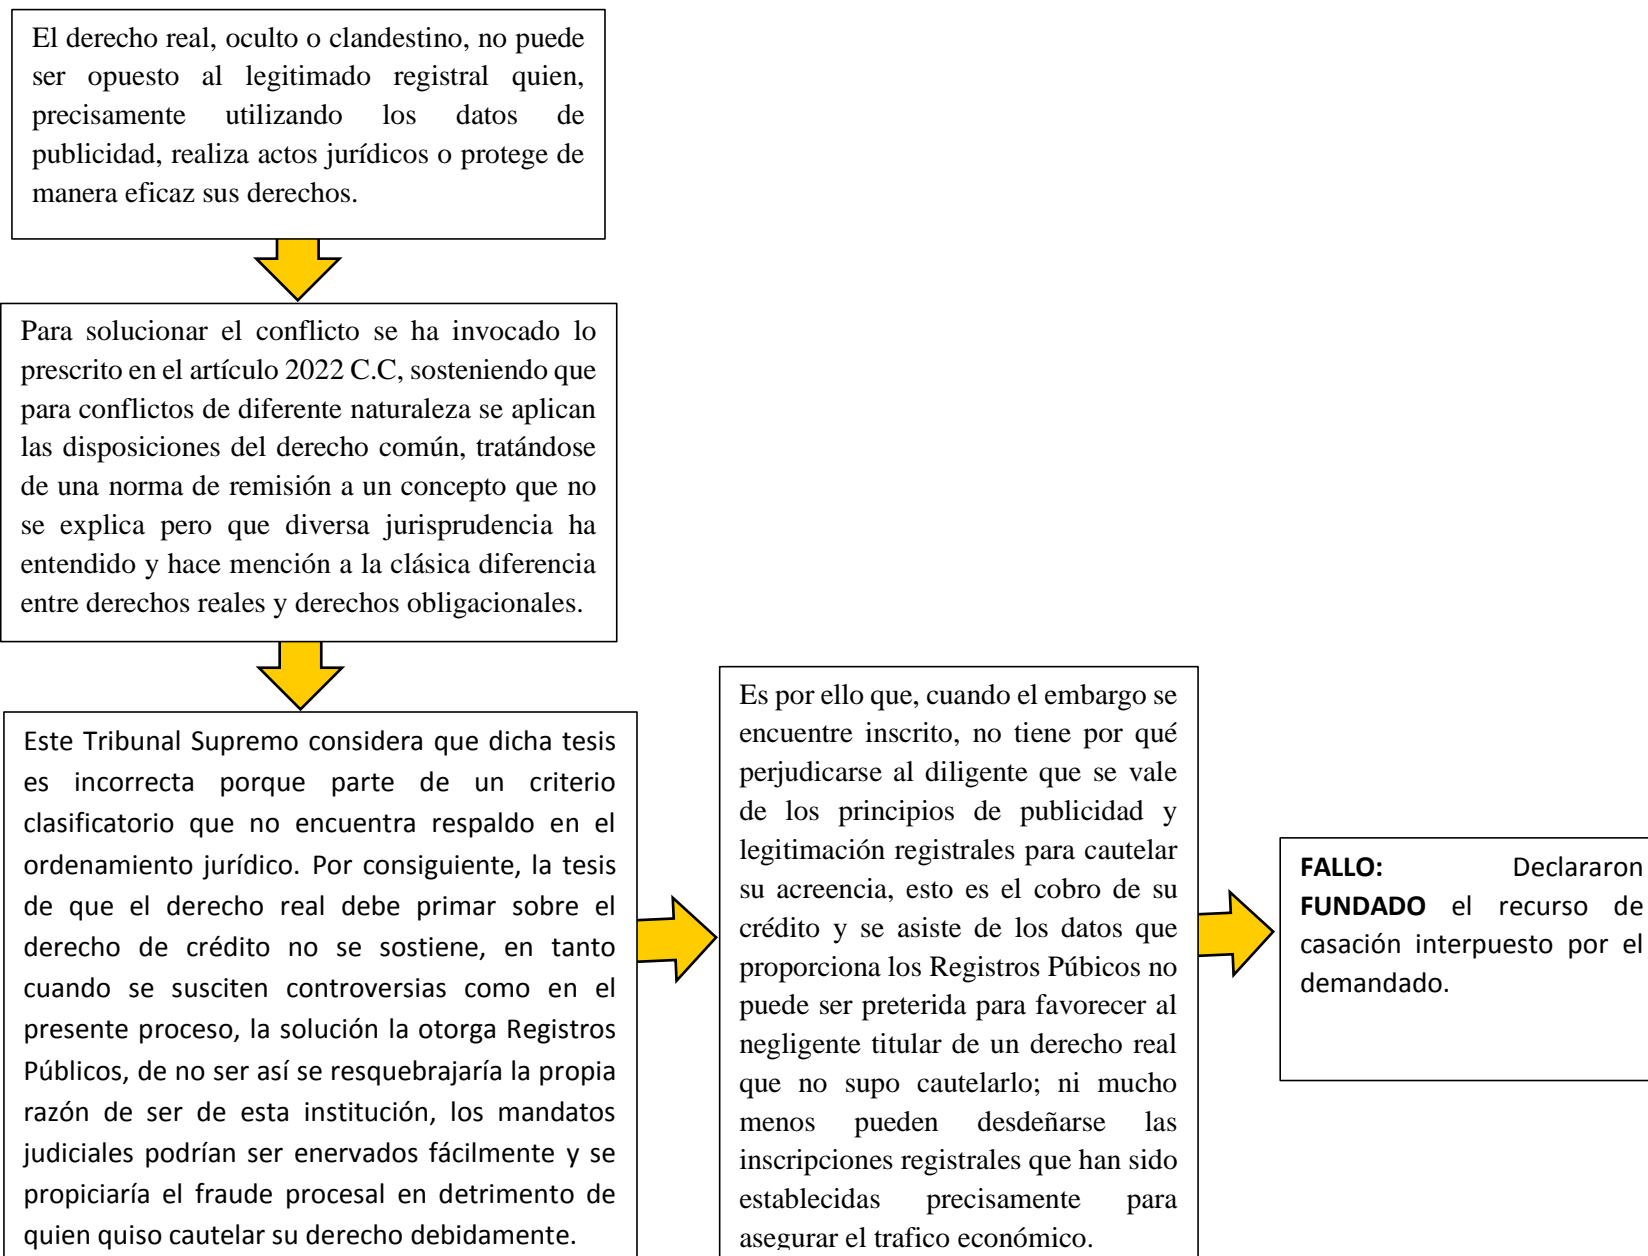 El derecho real, oculto o clandestino, no puede
ser opuesto al legitimado registral quien,
precisamente utilizando los datos de
publicidad, realiza actos jurídicos o protege de
manera eficaz sus derechos.
Para solucionar el conflicto se ha invocado lo
prescrito en el artículo 2022 C.C, sosteniendo que
para conflictos de diferente naturaleza se aplican
las disposiciones del derecho común, tratándose
de una norma de remisión a un concepto que no
se explica pero que diversa jurisprudencia ha
entendido y hace mención a la clásica diferencia
entre derechos reales y derechos obligacionales.
Este Tribunal Supremo considera que dicha tesis
es incorrecta porque parte de un criterio
clasificatorio que no encuentra respaldo en el
ordenamiento jurídico. Por consiguiente, la tesis
de que el derecho real debe primar sobre el
derecho de crédito no se sostiene, en tanto
cuando se susciten controversias como en el
presente proceso, la solución la otorga Registros
Públicos, de no ser así se resquebrajaría la propia
razón de ser de esta institución, los mandatos
judiciales podrían ser enervados fácilmente y se
propiciaría el fraude procesal en detrimento de
quien quiso cautelar su derecho debidamente.
Es por ello que, cuando el embargo se
encuentre inscrito, no tiene por qué
perjudicarse al diligente que se vale
de los principios de publicidad y
legitimación registrales para cautelar
su acreencia, esto es el cobro de su
crédito y se asiste de los datos que
proporciona los Registros Púbicos no
puede ser preterida para favorecer al
negligente titular de un derecho real
que no supo cautelarlo; ni mucho
menos pueden desdeñarse las
inscripciones registrales que han sido
establecidas precisamente para
asegurar el trafico económico.
FALLO: Declararon
FUNDADO el recurso de
casación interpuesto por el
demandado.